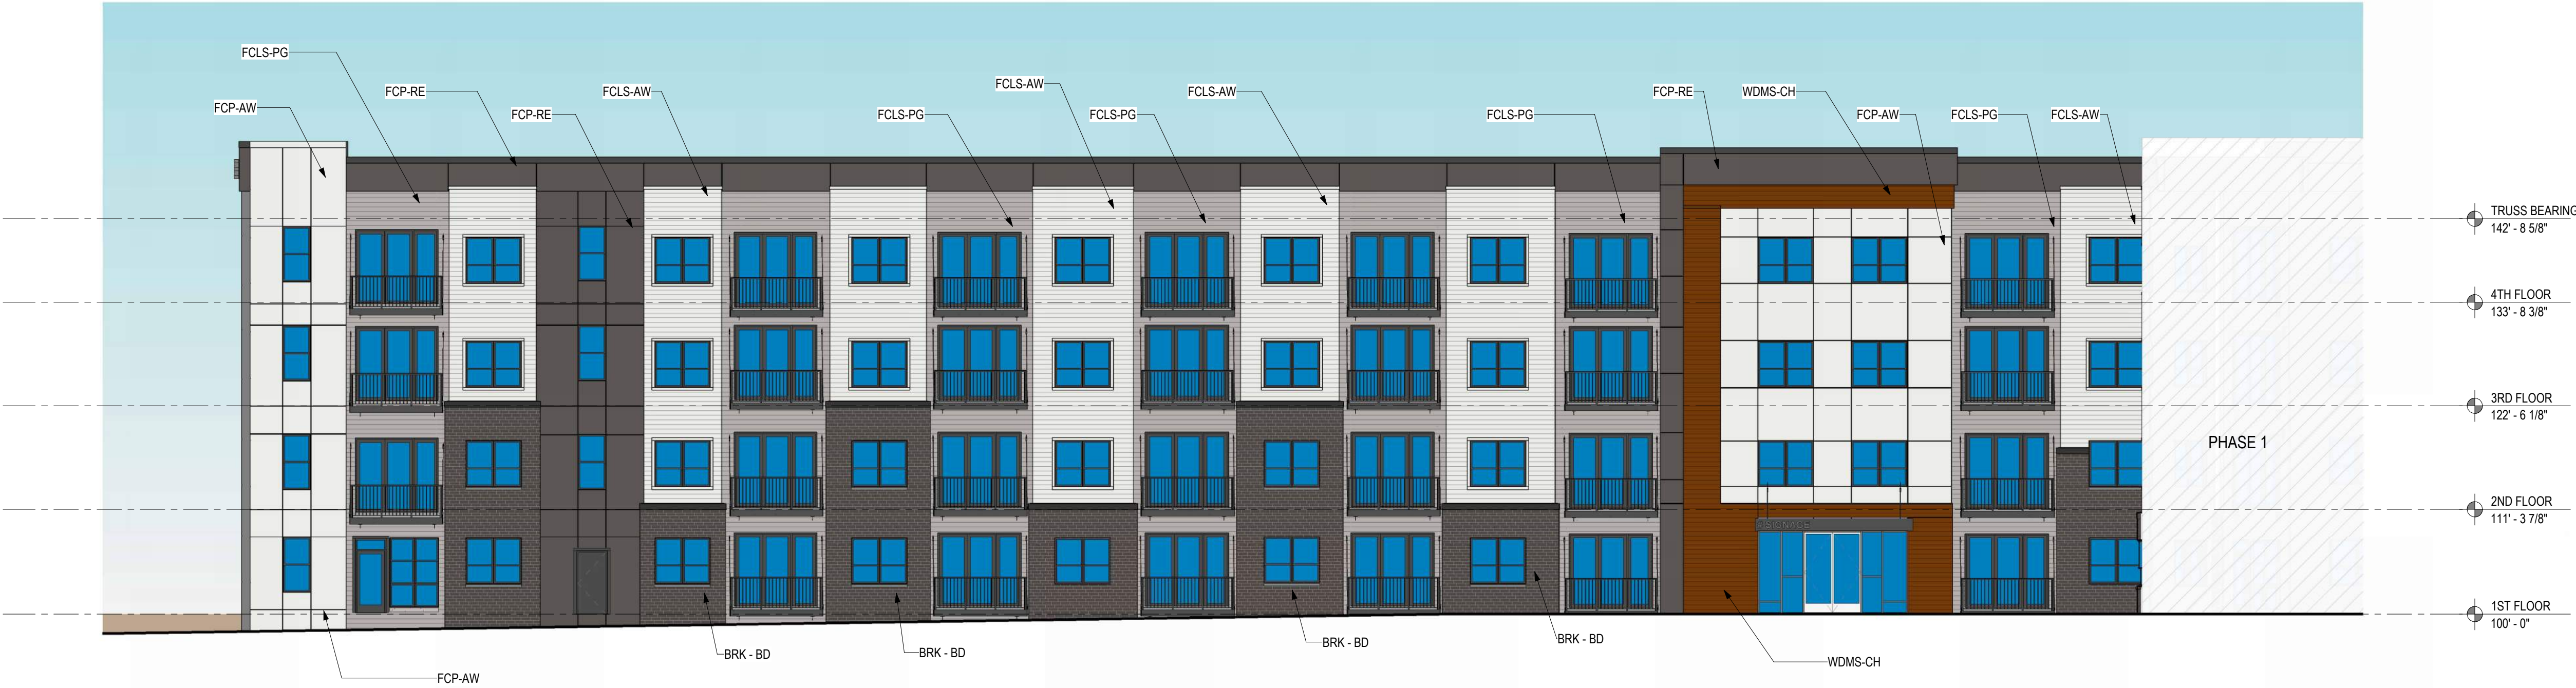 FCLS-PG
FCP-AW
FCP-RE
FCP-RE
FCLS-AW
FCLS-PG
FCLS-AW
FCLS-PG
FCLS-AW
FCLS-PG
FCP-RE
WDMS-CH
FCP-AW
FCLS-PG
FCLS-AW
TRUSS BEARING
142' - 8 5/8"
4TH FLOOR
133' - 8 3/8"
3RD FLOOR
122' - 6 1/8"
PHASE 1
2ND FLOOR
111' - 3 7/8"
SIGNAGE
1ST FLOOR
100' - 0"
BRK - BD
BRK - BD
BRK - BD
BRK - BD
WDMS-CH
FCP-AW